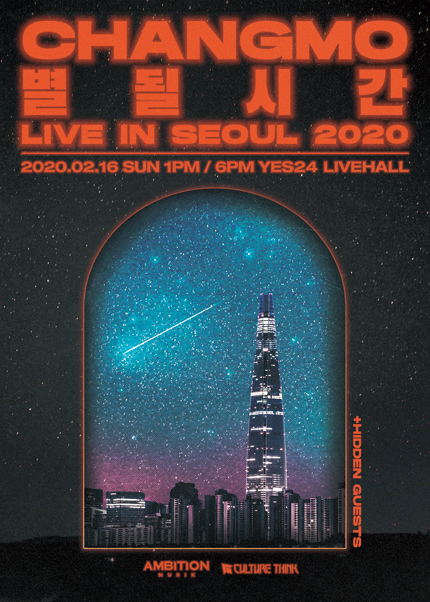 CHANGMO
별 될 시 간
LIVE IN SEOUL 2020
2020.02.16 SUN 1PM / 6PM YES24 LIVEHALL
+HIDDEN GUESTS
AMBITION
MUSIK
CULTURE THINK